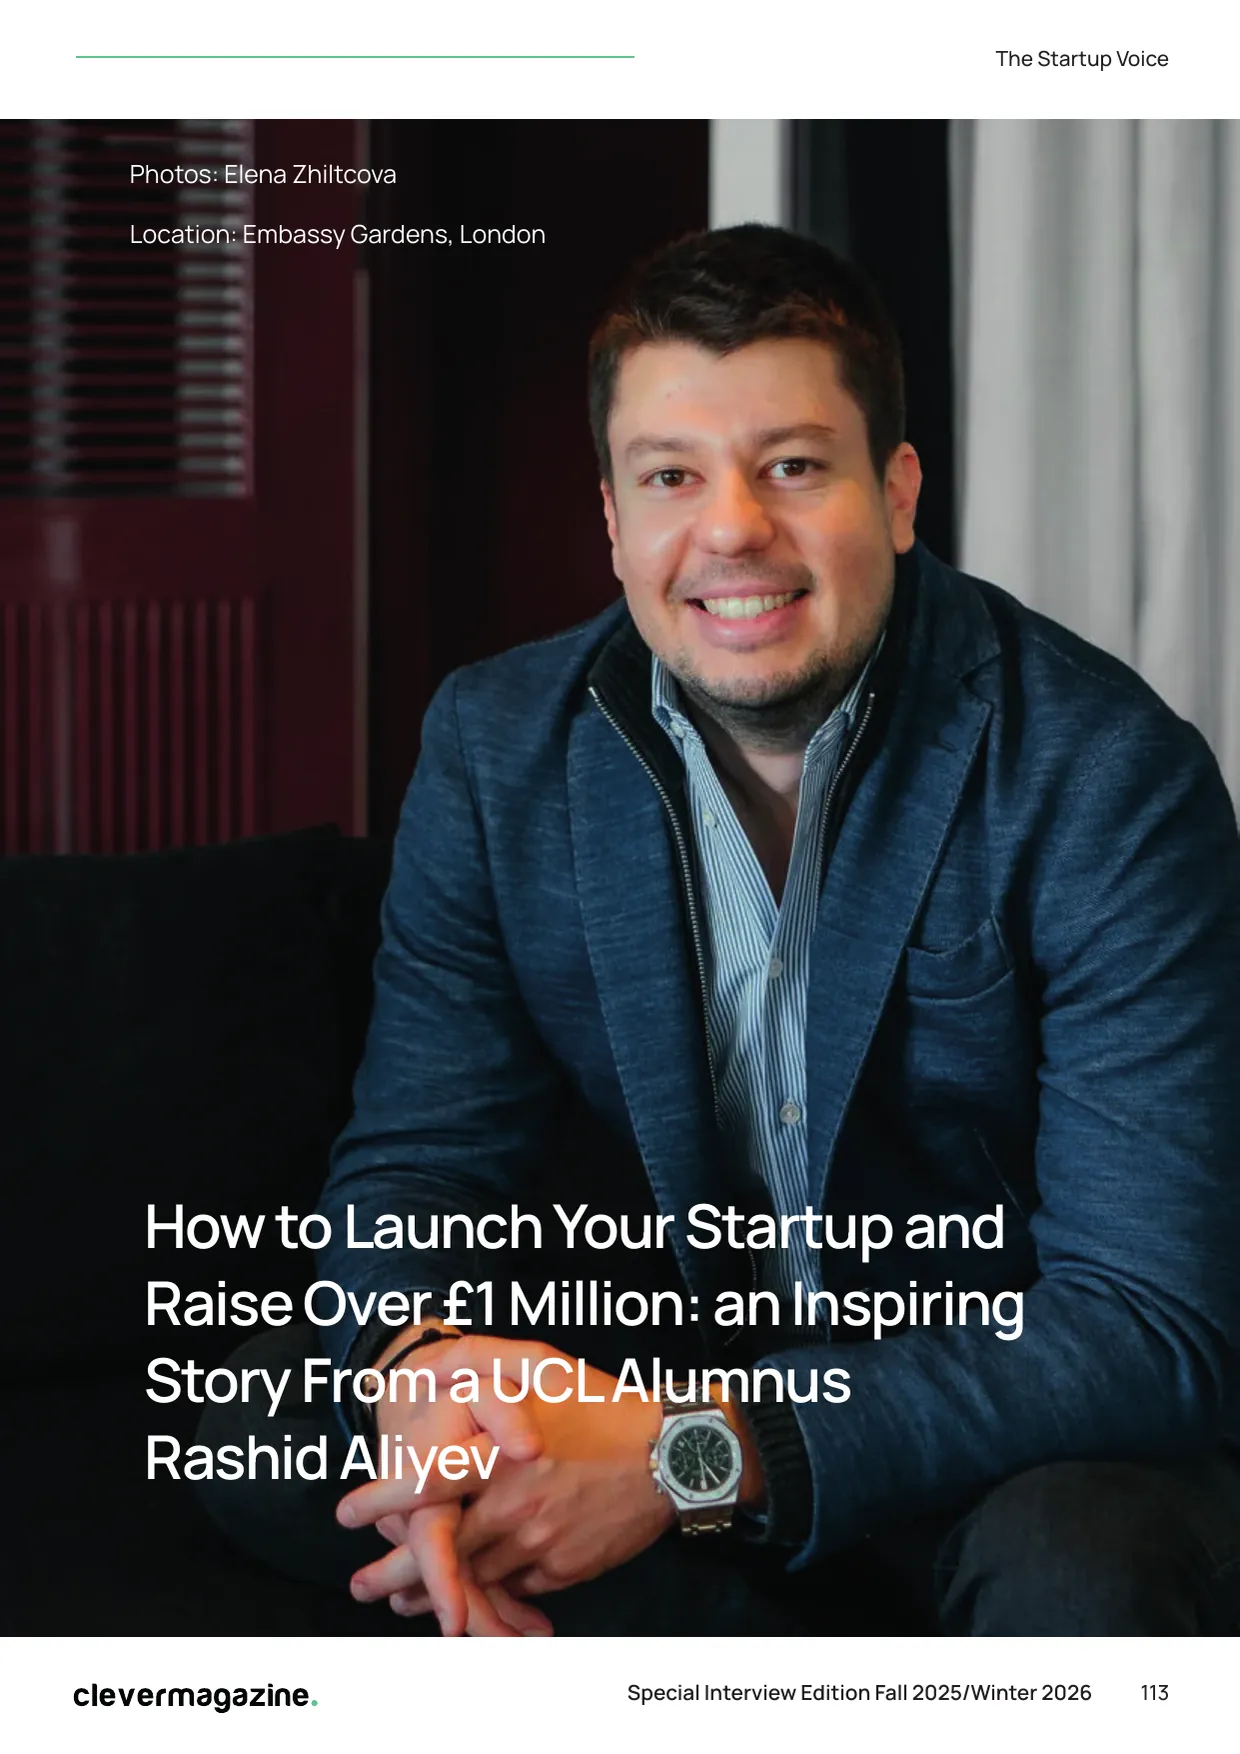 The Startup Voice
Photos: Elena Zhiltcova
Location: Embassy Gardens, London
How to Launch Your Startup and
Raise Over £1 Million: an Inspiring
Story From a UCL Alumnus
Rashid Aliyev
clevermagazine.
Special Interview Edition Fall 2025/Winter 2026 113